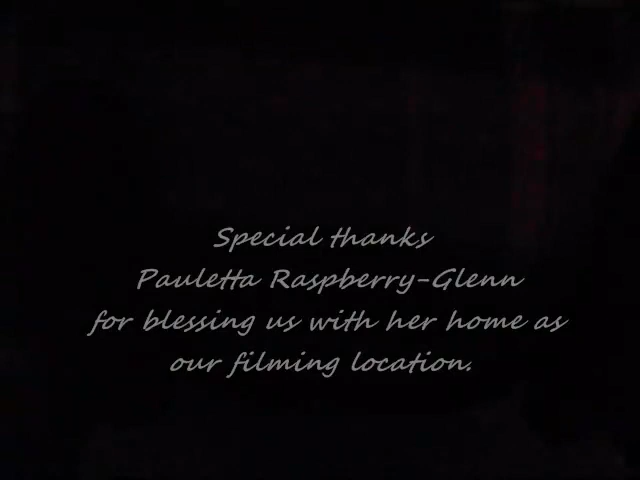 Special thanks
Pauletta Raspberry-Glenn
for blessing us with her home as
our filming location.